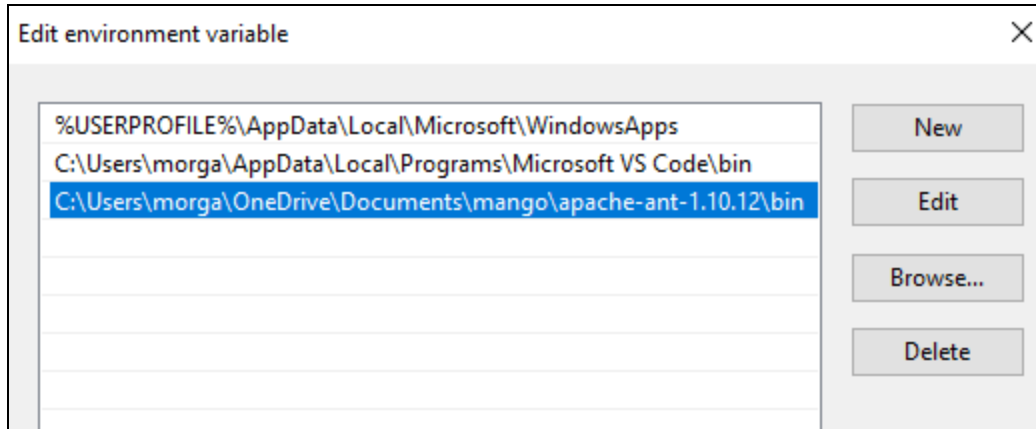 Edit environment variable
%USERPROFILE%\AppData\Local\Microsoft\WindowsApps
New
C:\Users\morga\AppData\Local\Programs\Microsoft VS Code\bin
C:\Users\morga\OneDrive\Documents\mango\apache-ant-1.10.12\bin
Edit
Browse...
Delete